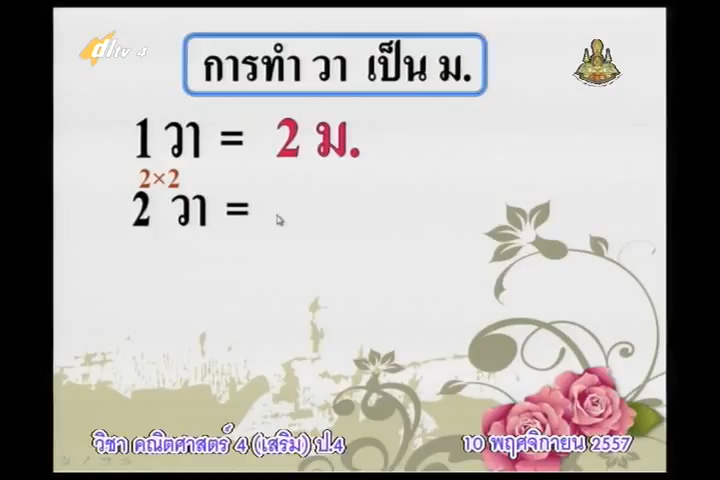 dltv 4
การทำ วา เป็น ม.
1 วา = 2 ม.
2×2
2 วา =
วิชา คณิตศาสตร์ 4 (เสริม) ป.4
10 พฤศจิกายน 2557